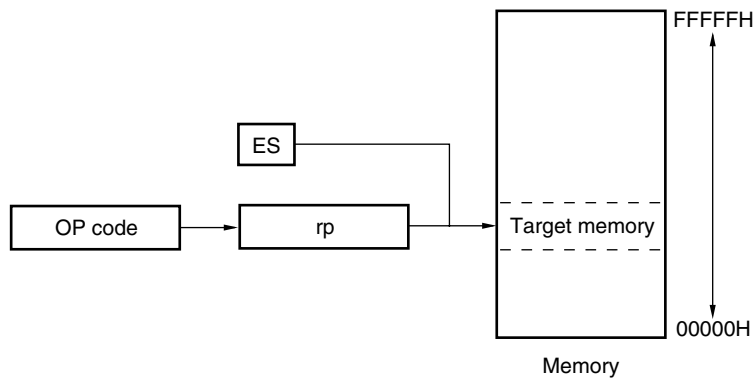 FFFFFH
ES
OP code
rp
Target memory
00000H
Memory